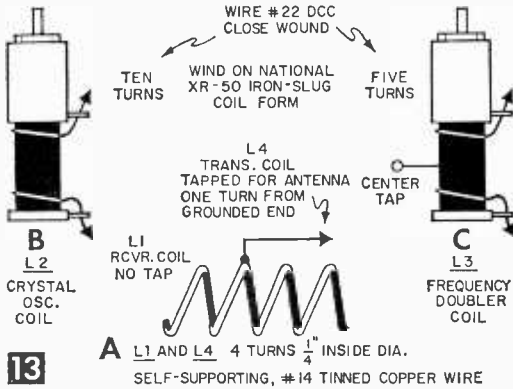 WIRE #22 DCC
CLOSE WOUND
TEN
TURNS
WIND ON NATIONAL
XR-50 IRON-SLUG
COIL FORM
FIVE
TURNS
L4
TRANS. COIL
TAPPED FOR ANTENNA
ONE TURN FROM
GROUNDED END
CENTER
TAP
B
L2
CRYSTAL
OSC.
COIL
L1
RCVR. COIL
NO TAP
C
L3
FREQUENCY
DOUBLER
COIL
13
A L1 AND L4 4 TURNS 1/4" INSIDE DIA.
SELF-SUPPORTING, #14 TINNED COPPER WIRE